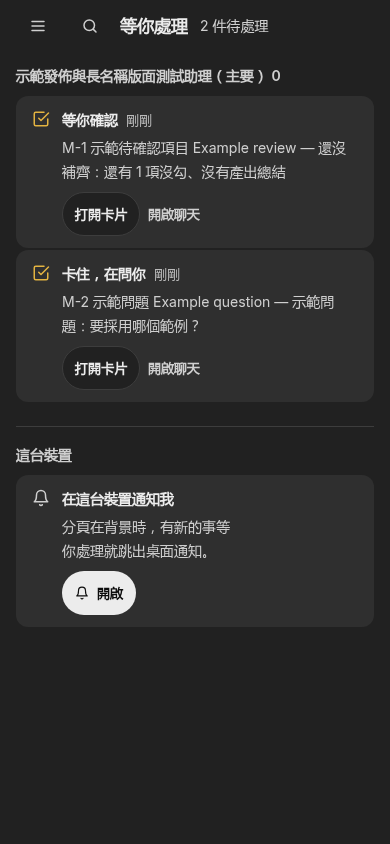 等你處理 2 件待處理
示範發佈與長名稱版面測試助理（主要） 0
等你確認 剛剛
M-1 示範待確認項目 Example review — 還沒
補齊：還有 1 項沒勾、沒有產出總結
打開卡片 開啟聊天
卡住，在問你 剛剛
M-2 示範問題 Example question — 示範問
題：要採用哪個範例？
打開卡片 開啟聊天
這台裝置
在這台裝置通知我
分頁在背景時，有新的事等
你處理就跳出桌面通知。
開啟